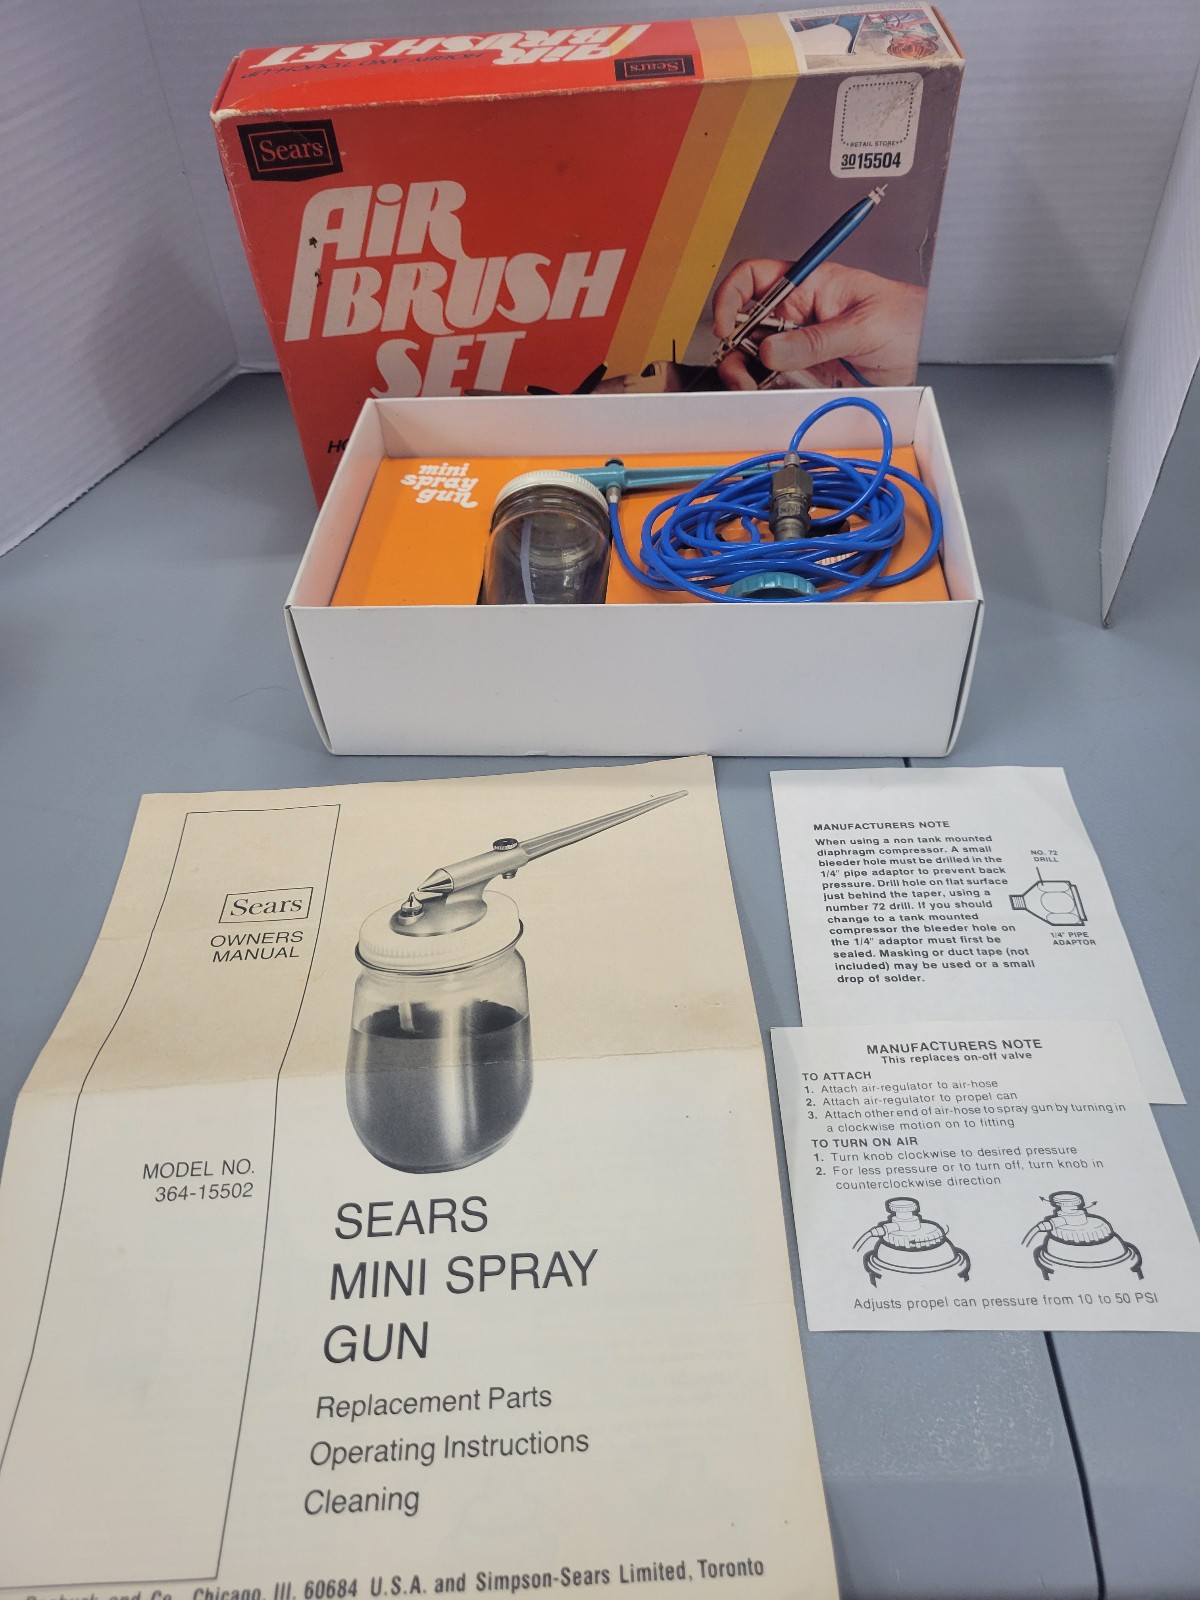 AiR
BRUSH SET
HOBBY AND TOUCH-UP
Sears
Sears
AiR
BRUSH
SET
RETAIL STORE
30 15504
mini
spray
gun
Sears
OWNERS
MANUAL
MODEL NO.
364-15502
SEARS
MINI SPRAY
GUN
Replacement Parts
Operating Instructions
Cleaning
and Co. Chicago, Ill. 60684 U.S.A. and Simpson-Sears Limited, Toronto
MANUFACTURERS NOTE
When using a non tank mounted
diaphragm compressor. A small
bleeder hole must be drilled in the
1/4" pipe adaptor to prevent back
pressure. Drill hole on flat surface
just behind the taper, using a
number 72 drill. If you should
change to a tank mounted
compressor the bleeder hole on
the 1/4" adaptor must first be
sealed. Masking or duct tape (not
included) may be used or a small
drop of solder.
NO. 72
DRILL
1/4" PIPE
ADAPTOR
MANUFACTURERS NOTE
This replaces on-off valve
TO ATTACH
1. Attach air-regulator to air-hose
2. Attach air-regulator to propel can
3. Attach other end of air-hose to spray gun by turning in
a clockwise motion on to fitting
TO TURN ON AIR
1. Turn knob clockwise to desired pressure
2. For less pressure or to turn off, turn knob in
counterclockwise direction
Adjusts propel can pressure from 10 to 50 PSI